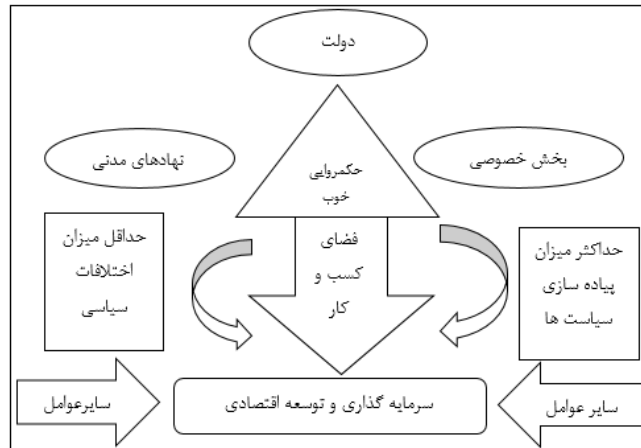 دولت
بخش خصوصی
نهادهای مدنی
حکمروایی
خوب
حداکثر میزان
پیاده سازی
سیاست ها
فضای
کسب و
کار
حداقل میزان
اختلافات
سیاسی
سایر عوامل
سرمایه گذاری و توسعه اقتصادی
سایرعوامل